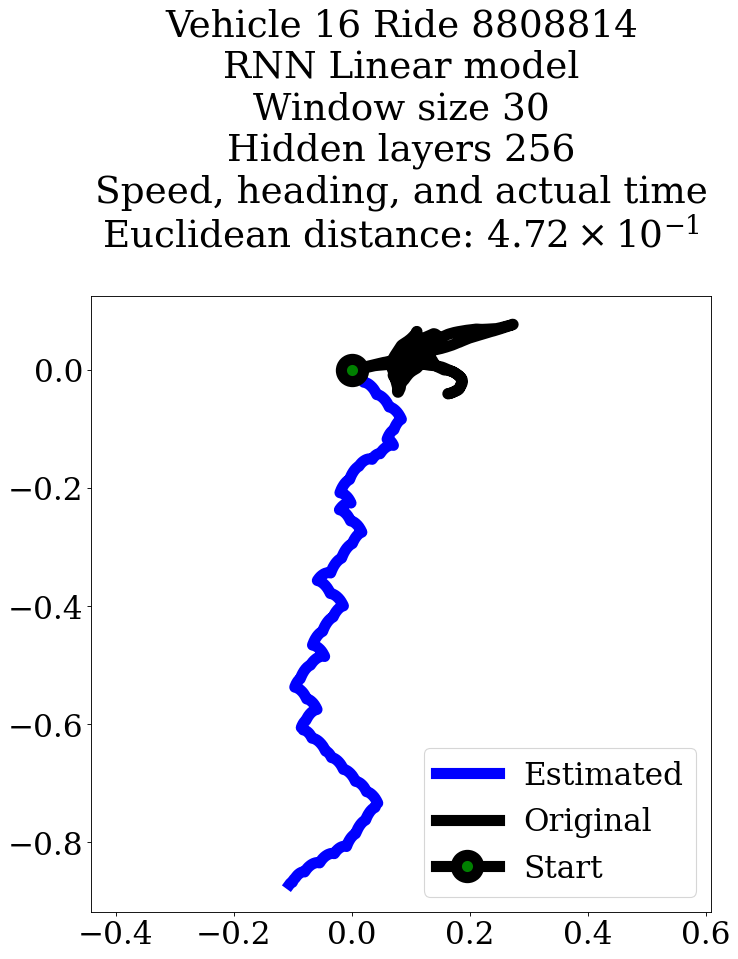 Vehicle 16 Ride 8808814
RNN Linear model
Window size 30
Hidden layers 256
Speed, heading, and actual time
Euclidean distance: 4.72 × 10⁻¹
0.0
−0.2
−0.4
−0.6
−0.8
Estimated
Original
Start
−0.4 −0.2 0.0 0.2 0.4 0.6